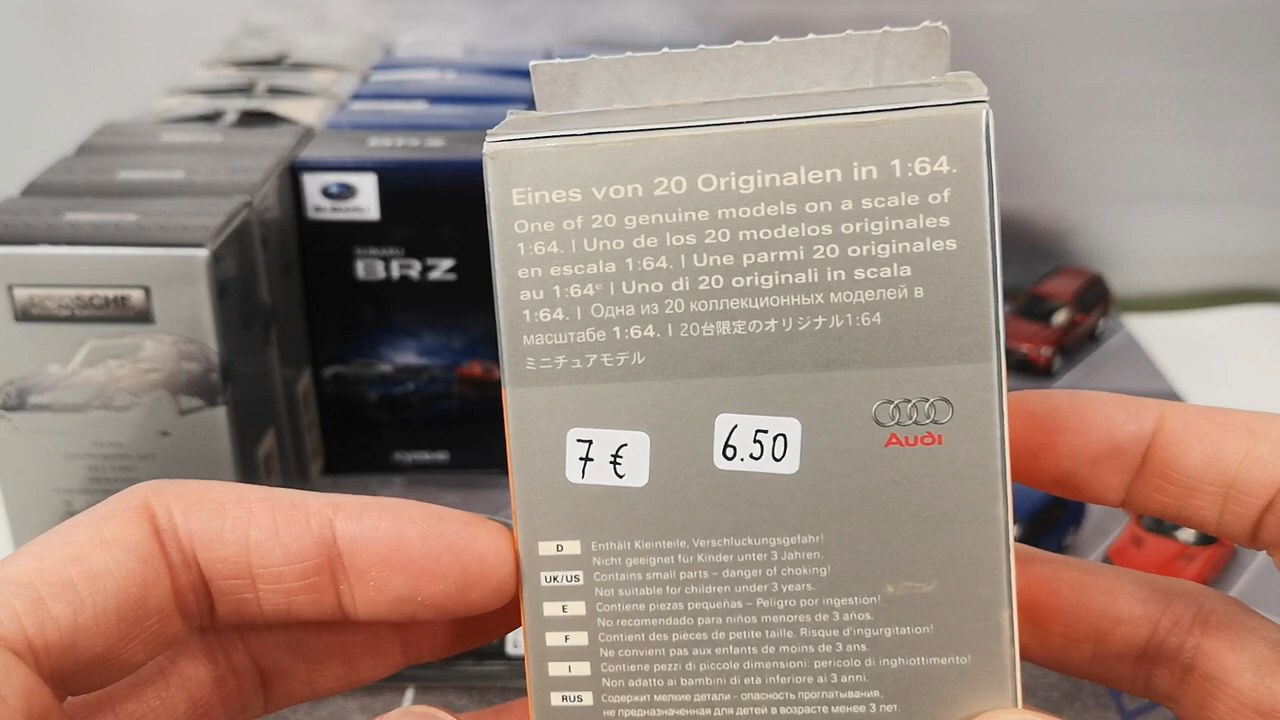 PORSCHE
SUBARU
SUBARU
BRZ
Eines von 20 Originalen in 1:64.
One of 20 genuine models on a scale of
1:64. | Uno de los 20 modelos originales
en escala 1:64. | Une parmi 20 originales
au 1:64ᵉ | Uno di 20 originali in scala
1:64. | Одна из 20 коллекционных моделей в
масштабе 1:64. | 20台限定のオリジナル1:64
ミニチュアモデル
7 €
6.50
Audi
D Enthält Kleinteile, Verschluckungsgefahr!
Nicht geeignet für Kinder unter 3 Jahren.
UK/US Contains small parts – danger of choking!
Not suitable for children under 3 years.
E Contiene piezas pequeñas – Peligro por ingestion!
No recomendado para niños menores de 3 años.
F Contient des pièces de petite taille. Risque d'ingurgitation!
Ne convient pas aux enfants de moins de 3 ans.
I Contiene pezzi di piccole dimensioni: pericolo di inghiottimento!
Non adatto ai bambini di età inferiore ai 3 anni.
RUS Содержит мелкие детали – опасность проглатывания,
не предназначенная для детей в возрасте менее 3 лет.